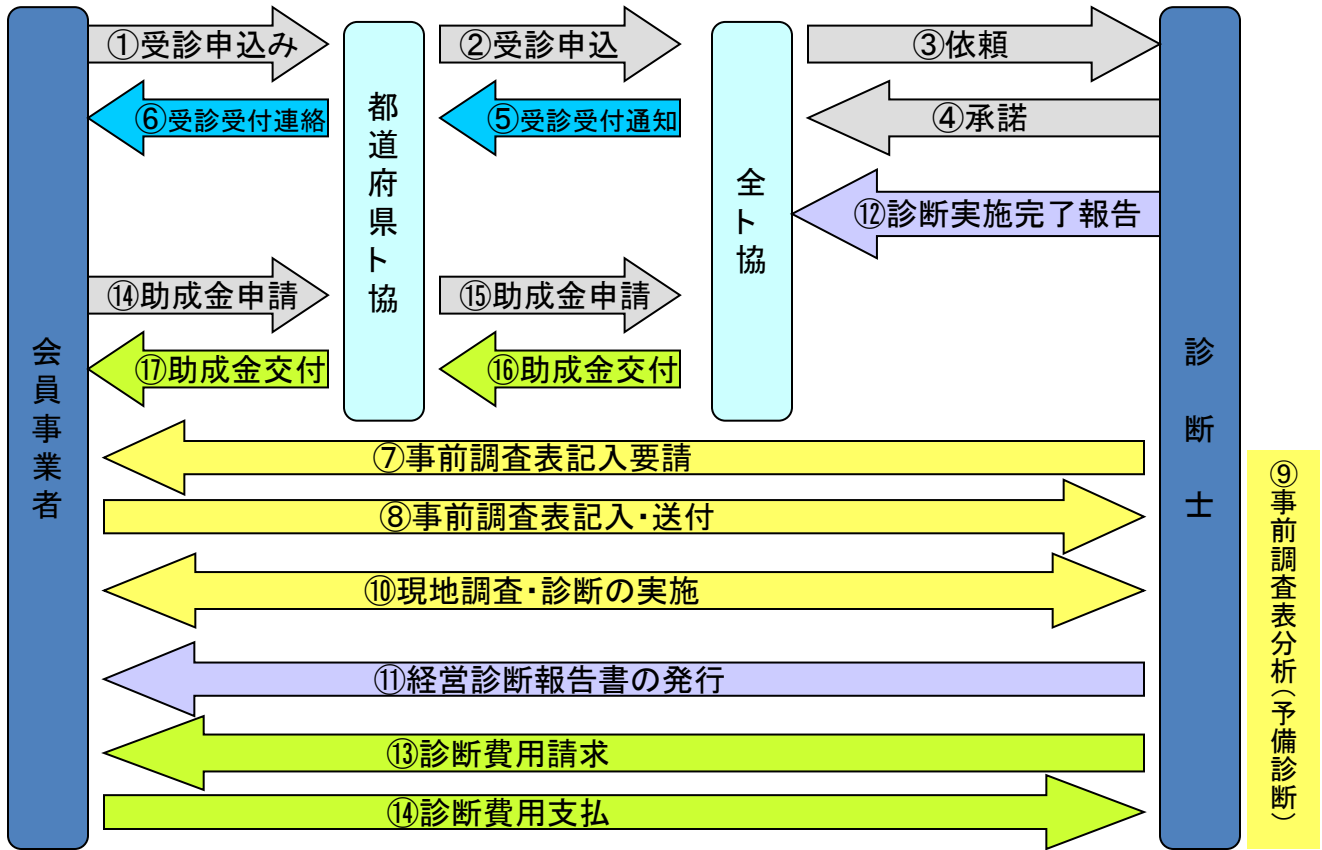 ①受診申込み
②受診申込
③依頼
⑥受診受付連絡
⑤受診受付通知
④承諾
⑫診断実施完了報告
⑭助成金申請
⑮助成金申請
⑰助成金交付
⑯助成金交付
会員事業者
都道府県ト協
全ト協
診断士
⑦事前調査表記入要請
⑧事前調査表記入・送付
⑨事前調査表分析(予備診断)
⑩現地調査・診断の実施
⑪経営診断報告書の発行
⑬診断費用請求
⑭診断費用支払